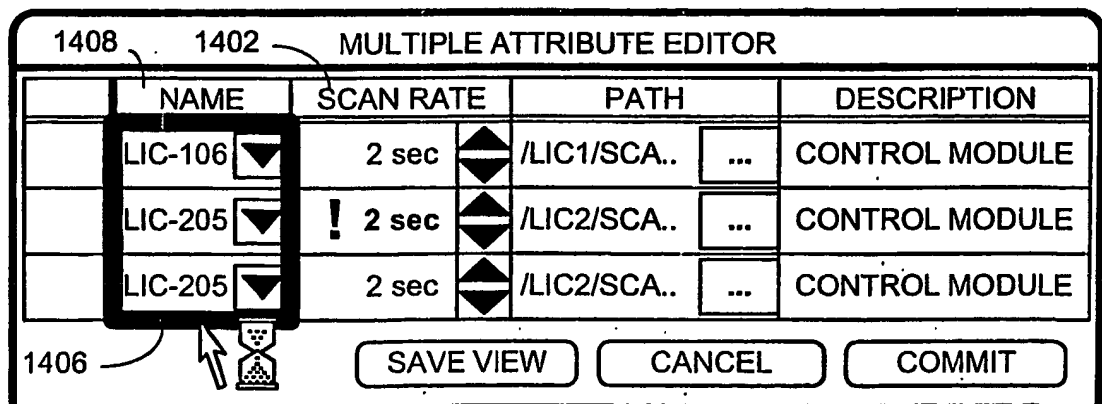 1408 1402 MULTIPLE ATTRIBUTE EDITOR
NAME SCAN RATE PATH DESCRIPTION
LIC-106 2 sec /LIC1/SCA.. ... CONTROL MODULE
LIC-205 ! 2 sec /LIC2/SCA.. ... CONTROL MODULE
LIC-205 2 sec /LIC2/SCA.. ... CONTROL MODULE
1406 SAVE VIEW CANCEL COMMIT